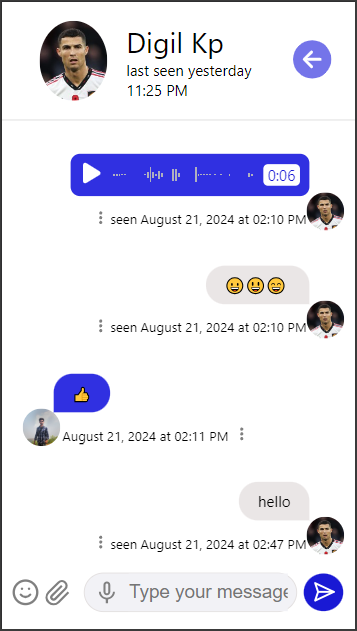 Digil Kp
last seen yesterday
11:25 PM
0:06
seen August 21, 2024 at 02:10 PM
😀😃😄
seen August 21, 2024 at 02:10 PM
👍
August 21, 2024 at 02:11 PM
hello
seen August 21, 2024 at 02:47 PM
Type your message